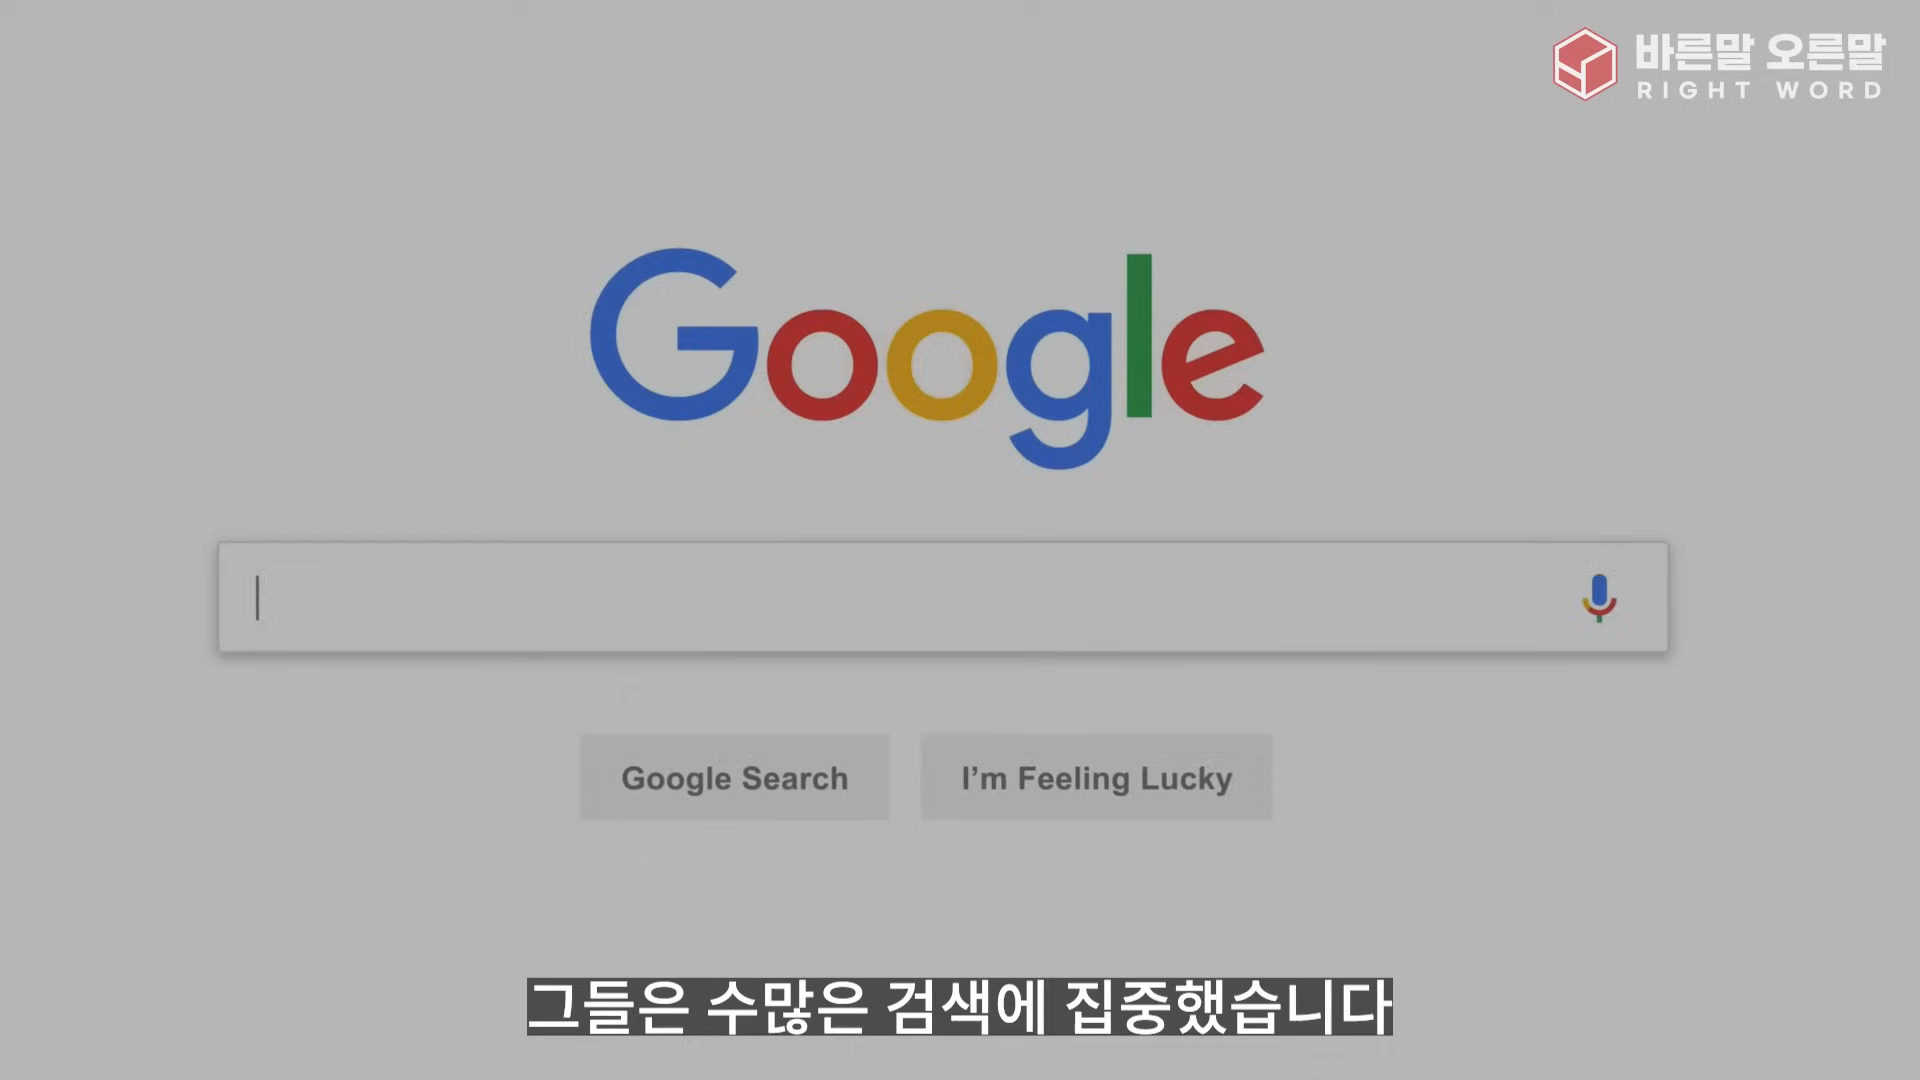 바른말 오른말
RIGHT WORD
Google
Google Search
I’m Feeling Lucky
그들은 수많은 검색에 집중했습니다